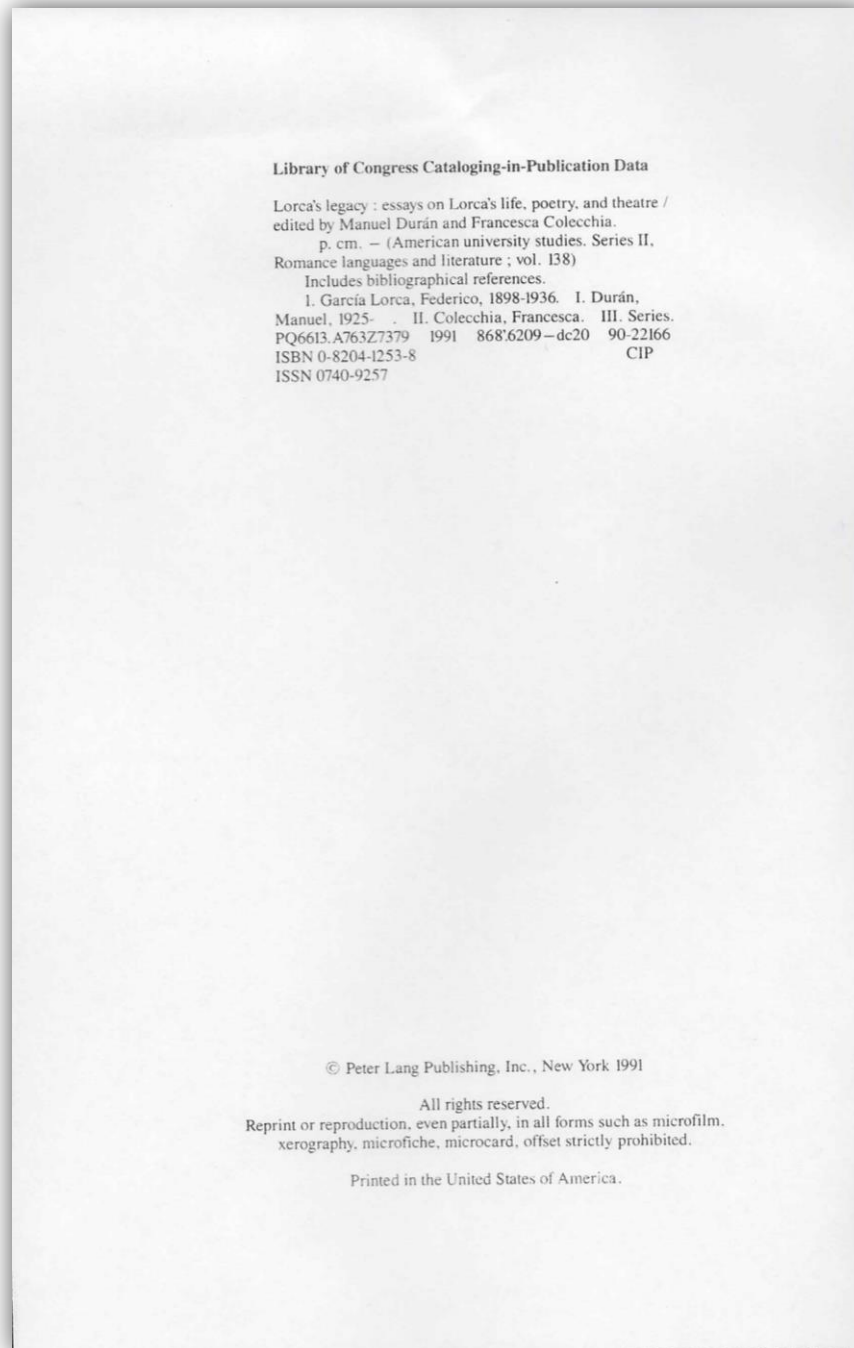 Library of Congress Cataloging-in-Publication Data
Lorca's legacy : essays on Lorca's life, poetry, and theatre /
edited by Manuel Durán and Francesca Colecchia.
p. cm. — (American university studies. Series II,
Romance languages and literature ; vol. 138)
Includes bibliographical references.
1. García Lorca, Federico, 1898-1936. I. Durán,
Manuel, 1925- . II. Colecchia, Francesca. III. Series.
PQ6613.A763Z7379 1991 868'.6209—dc20 90-22166
ISBN 0-8204-1253-8 CIP
ISSN 0740-9257
© Peter Lang Publishing, Inc., New York 1991
All rights reserved.
Reprint or reproduction, even partially, in all forms such as microfilm,
xerography, microfiche, microcard, offset strictly prohibited.
Printed in the United States of America.